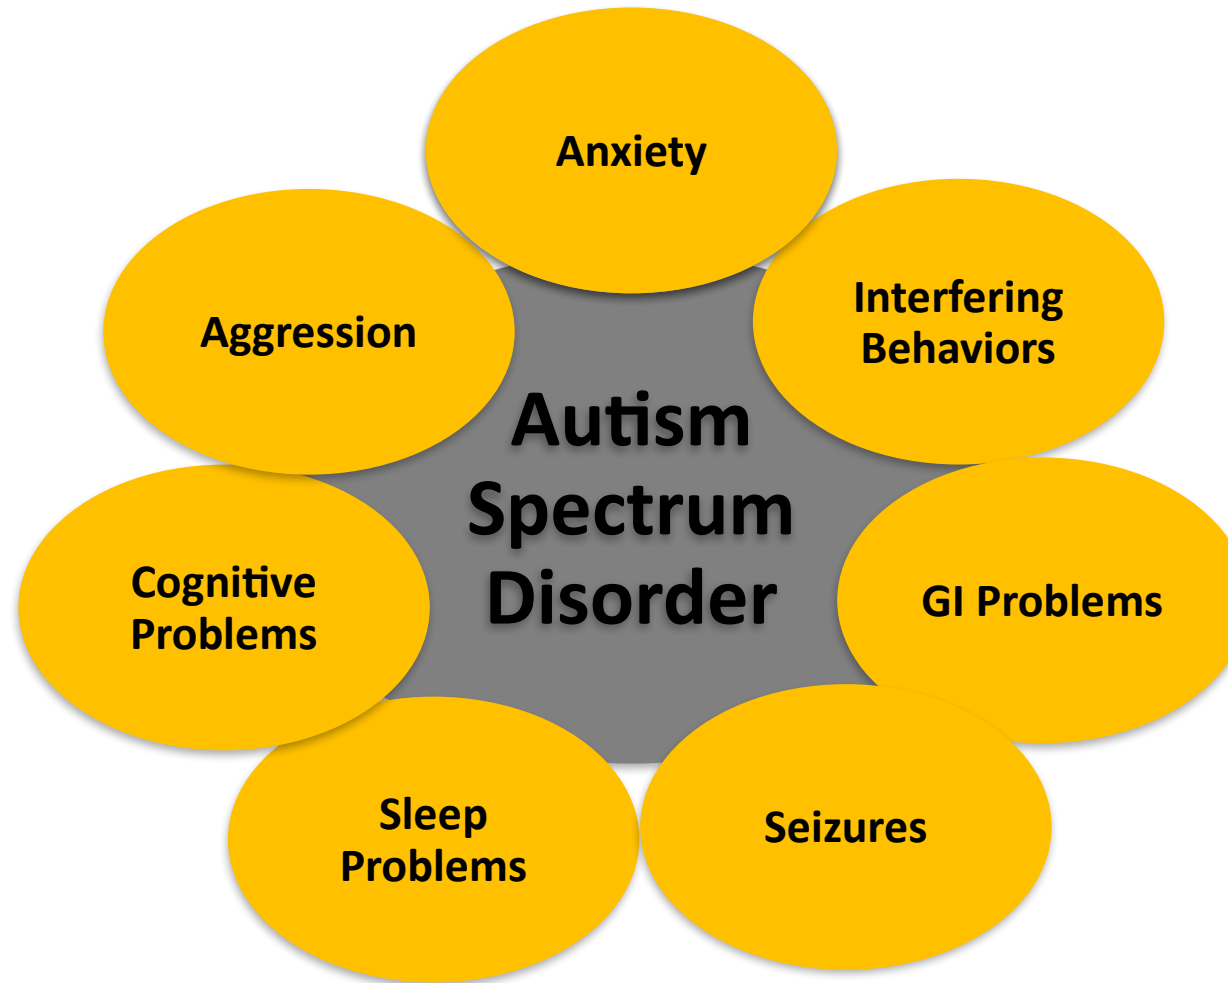 Anxiety
Interfering
Behaviors
Aggression
Autism
Spectrum
Disorder
Cognitive
Problems
GI Problems
Sleep
Problems
Seizures